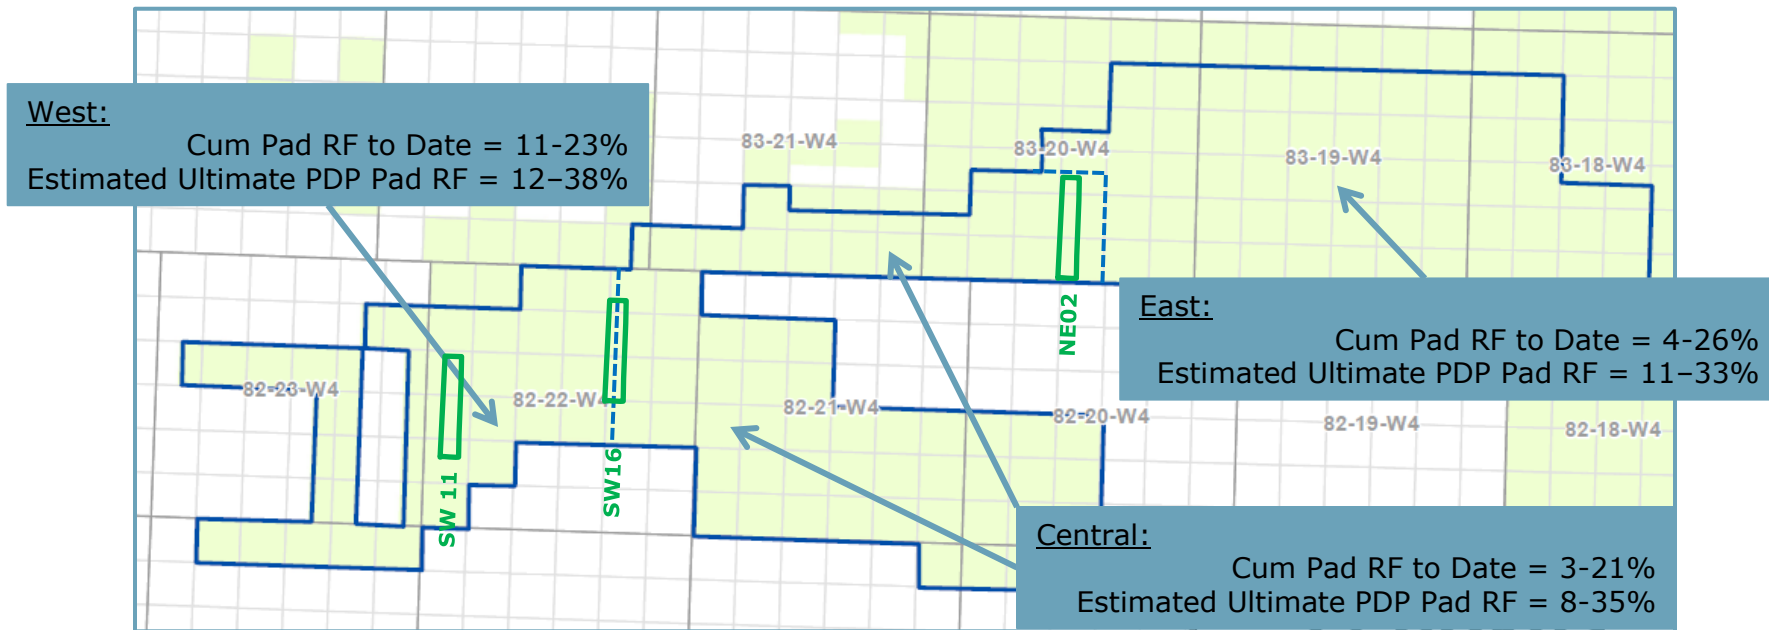 West:
Cum Pad RF to Date = 11-23%
Estimated Ultimate PDP Pad RF = 12–38%
83-21-W4
83-20-W4
83-19-W4
83-18-W4
East:
Cum Pad RF to Date = 4-26%
Estimated Ultimate PDP Pad RF = 11–33%
NE02
82-23-W4
82-22-W4
82-21-W4
82-20-W4
82-19-W4
82-18-W4
SW 11
SW16
Central:
Cum Pad RF to Date = 3-21%
Estimated Ultimate PDP Pad RF = 8-35%